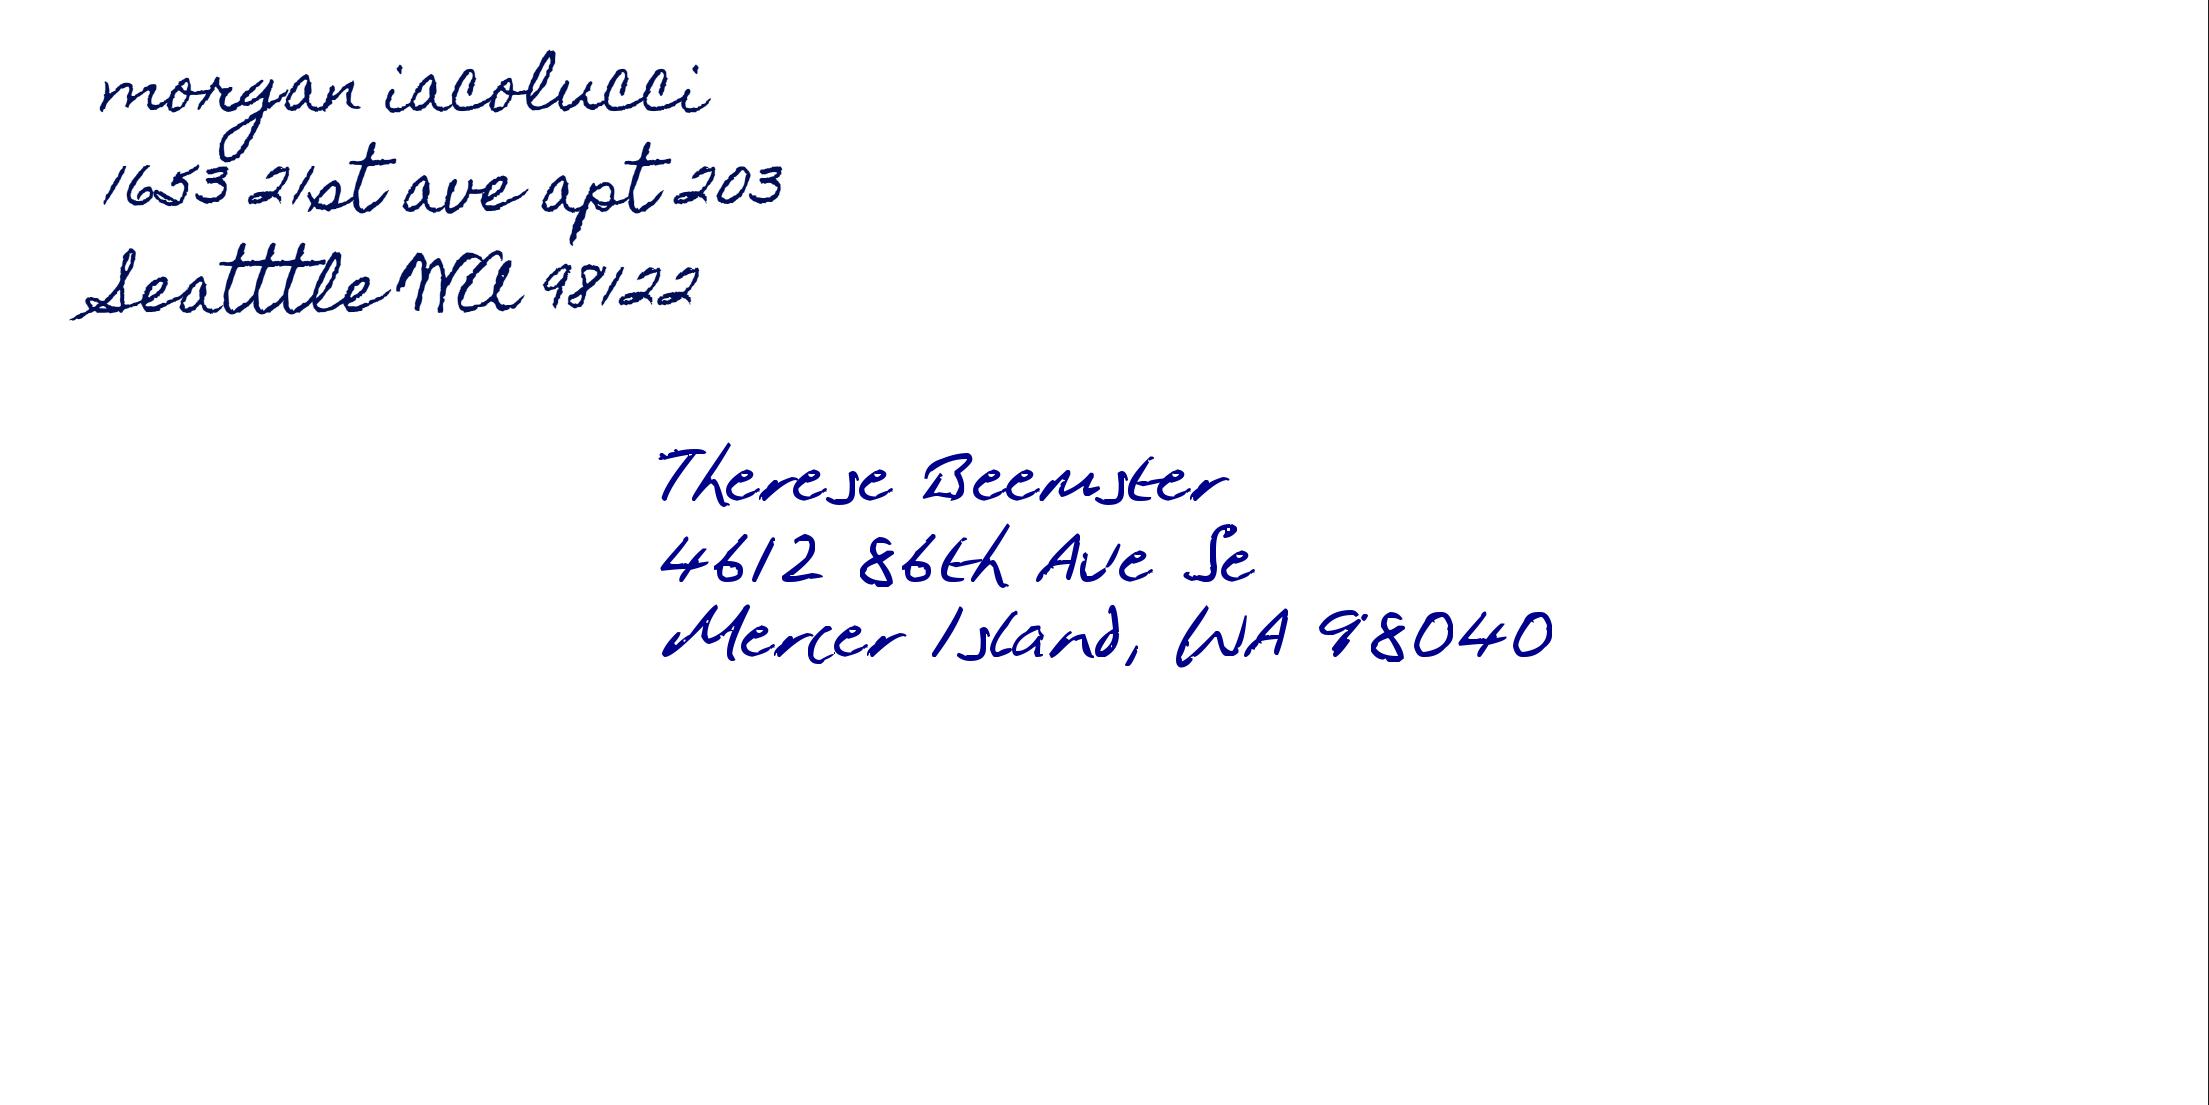 morgan iacolucci
1653 21st ave apt 203
Seatttle WA 98122
Therese Beemster
4612 86th Ave Se
Mercer Island, WA 98040